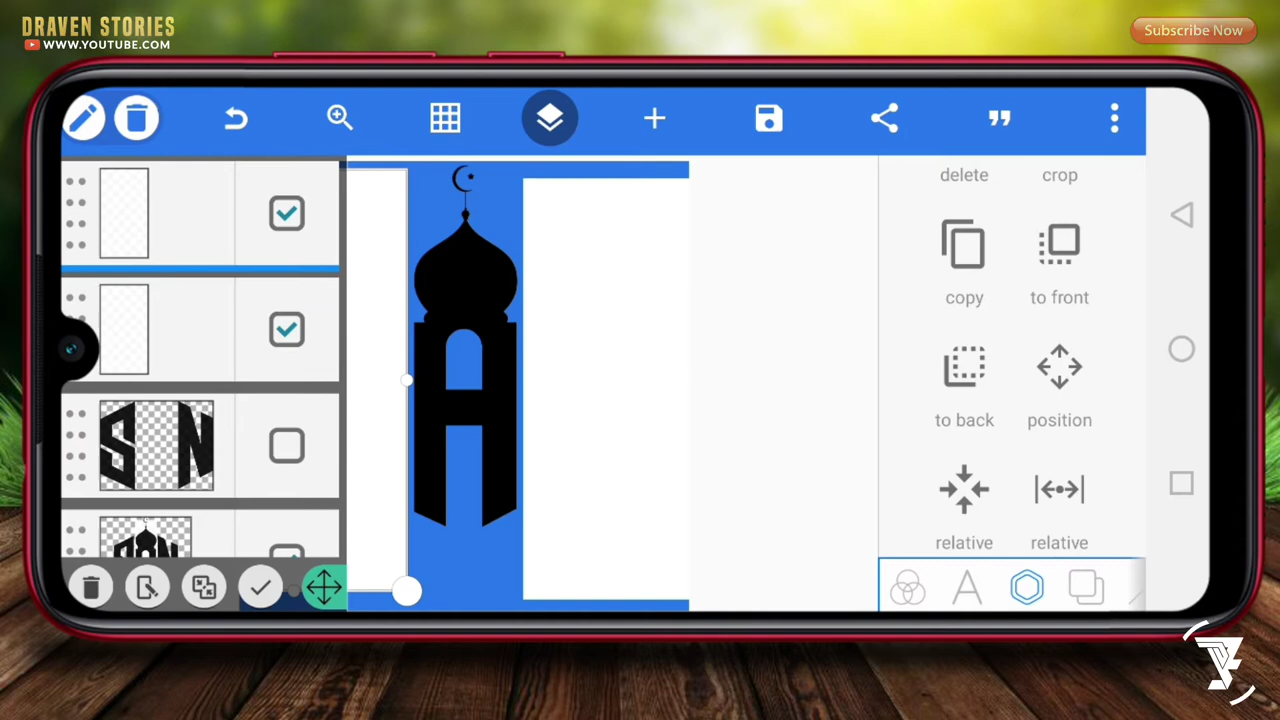 DRAVEN STORIES
WWW.YOUTUBE.COM
Subscribe Now
delete
crop
copy
to front
to back
position
relative
relative
S N
A
A